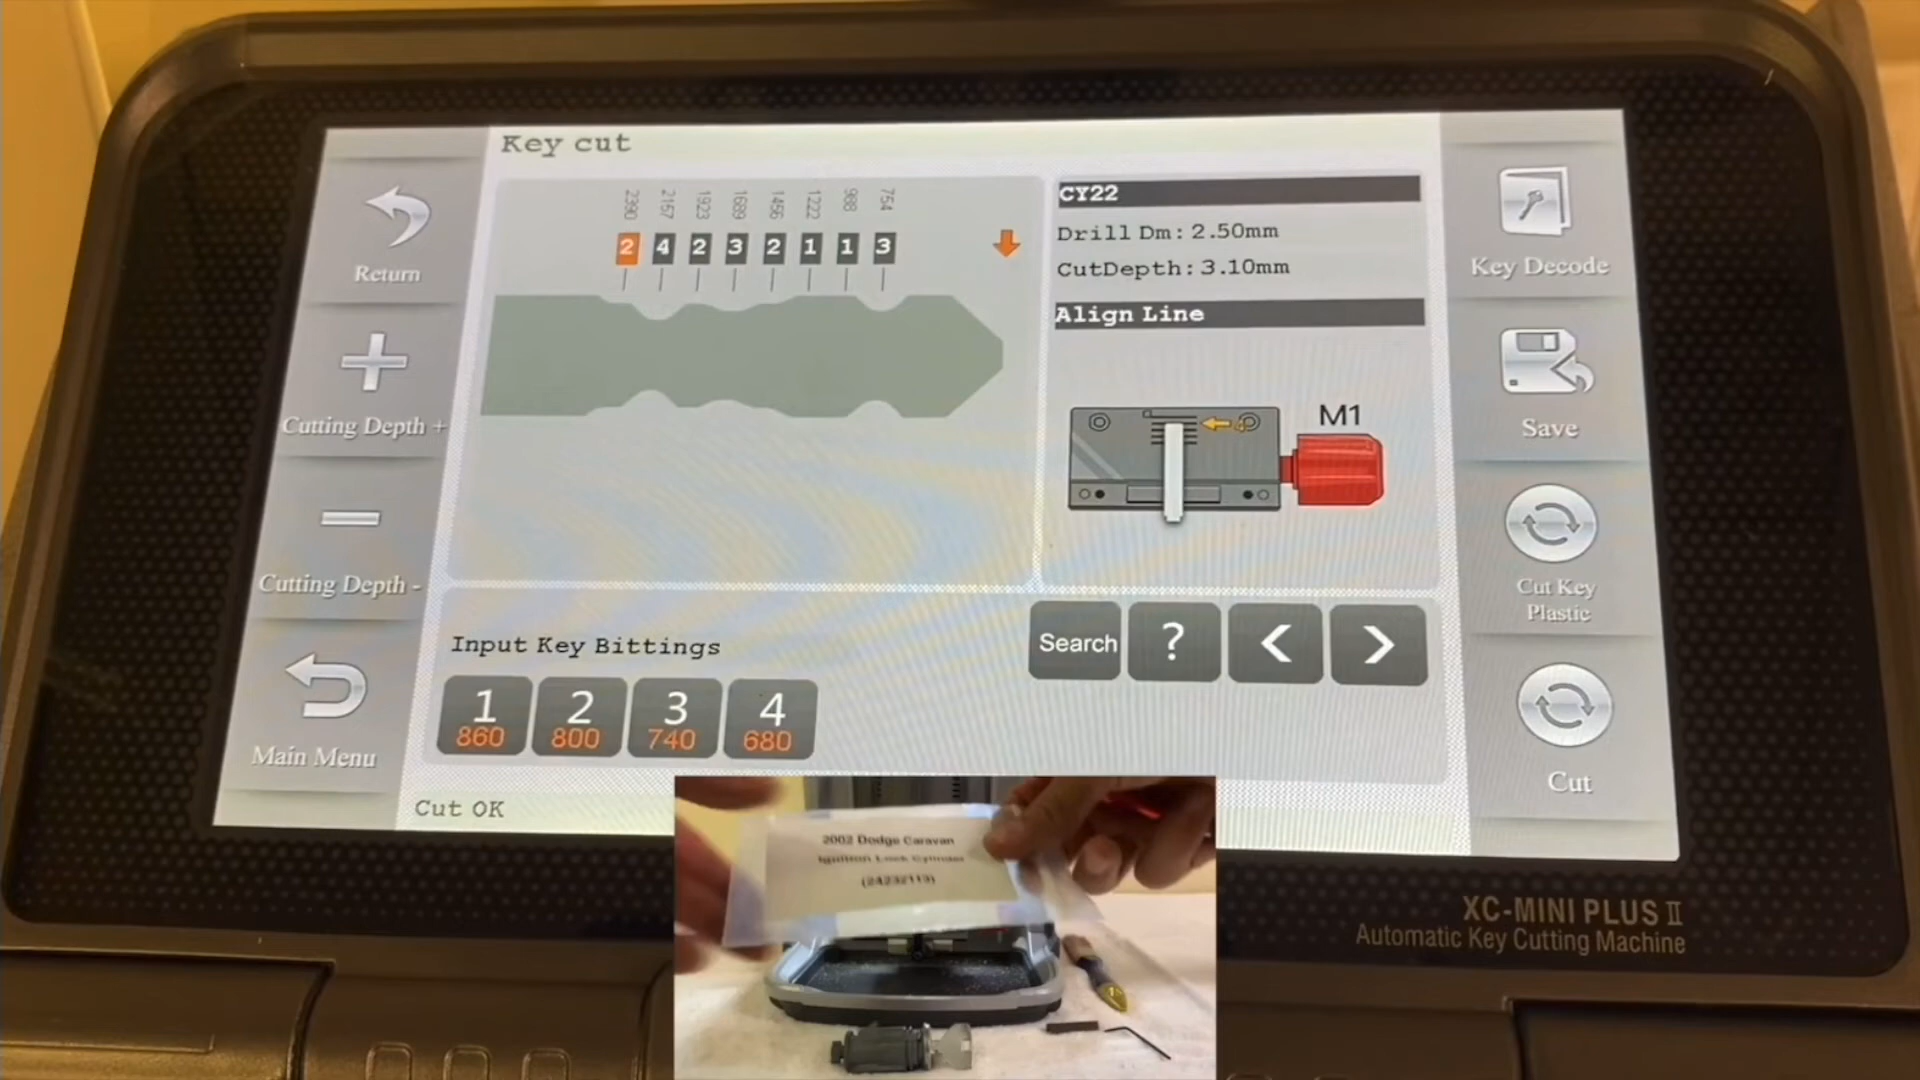 Key cut
Return
Cutting Depth +
Cutting Depth -
Main Menu
2390 2157 1923 1689 1456 1222 988 754
2 4 2 3 2 1 1 3
CY22
Drill Dm: 2.50mm
CutDepth: 3.10mm
Align Line
M1
Key Decode
Save
Cut Key
Plastic
Cut
Input Key Bittings
Search ? < >
1 2 3 4
860 800 740 680
Cut OK
2002 Dodge Caravan
Ignition Lock Cylinder
(24232113)
XC-MINI PLUS II
Automatic Key Cutting Machine